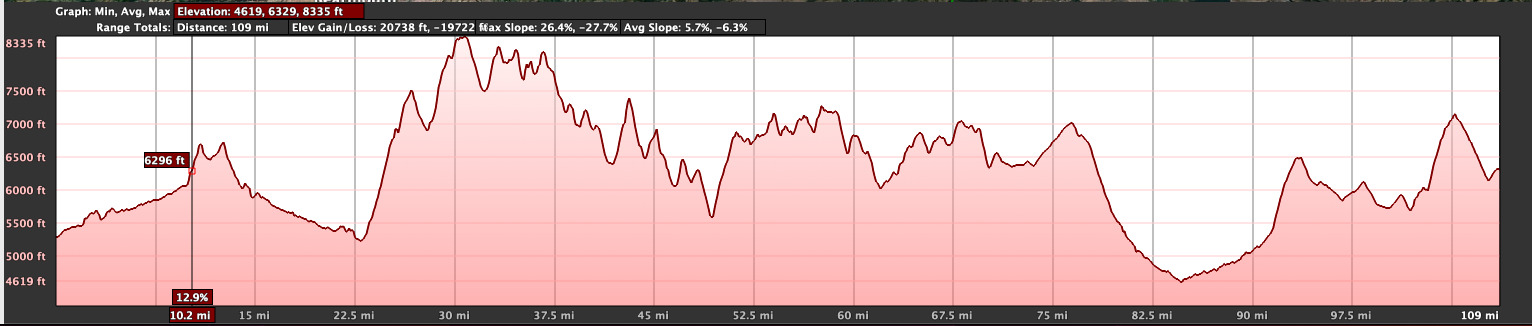 Graph: Min, Avg, Max Elevation: 4619, 6329, 8335 ft
Range Totals: Distance: 109 mi Elev Gain/Loss: 20738 ft, -19722 ft Max Slope: 26.4%, -27.7% Avg Slope: 5.7%, -6.3%
8335 ft
7500 ft
7000 ft
6500 ft
6296 ft
6000 ft
5500 ft
5000 ft
4619 ft
12.9%
10.2 mi 15 mi 22.5 mi 30 mi 37.5 mi 45 mi 52.5 mi 60 mi 67.5 mi 75 mi 82.5 mi 90 mi 97.5 mi 109 mi